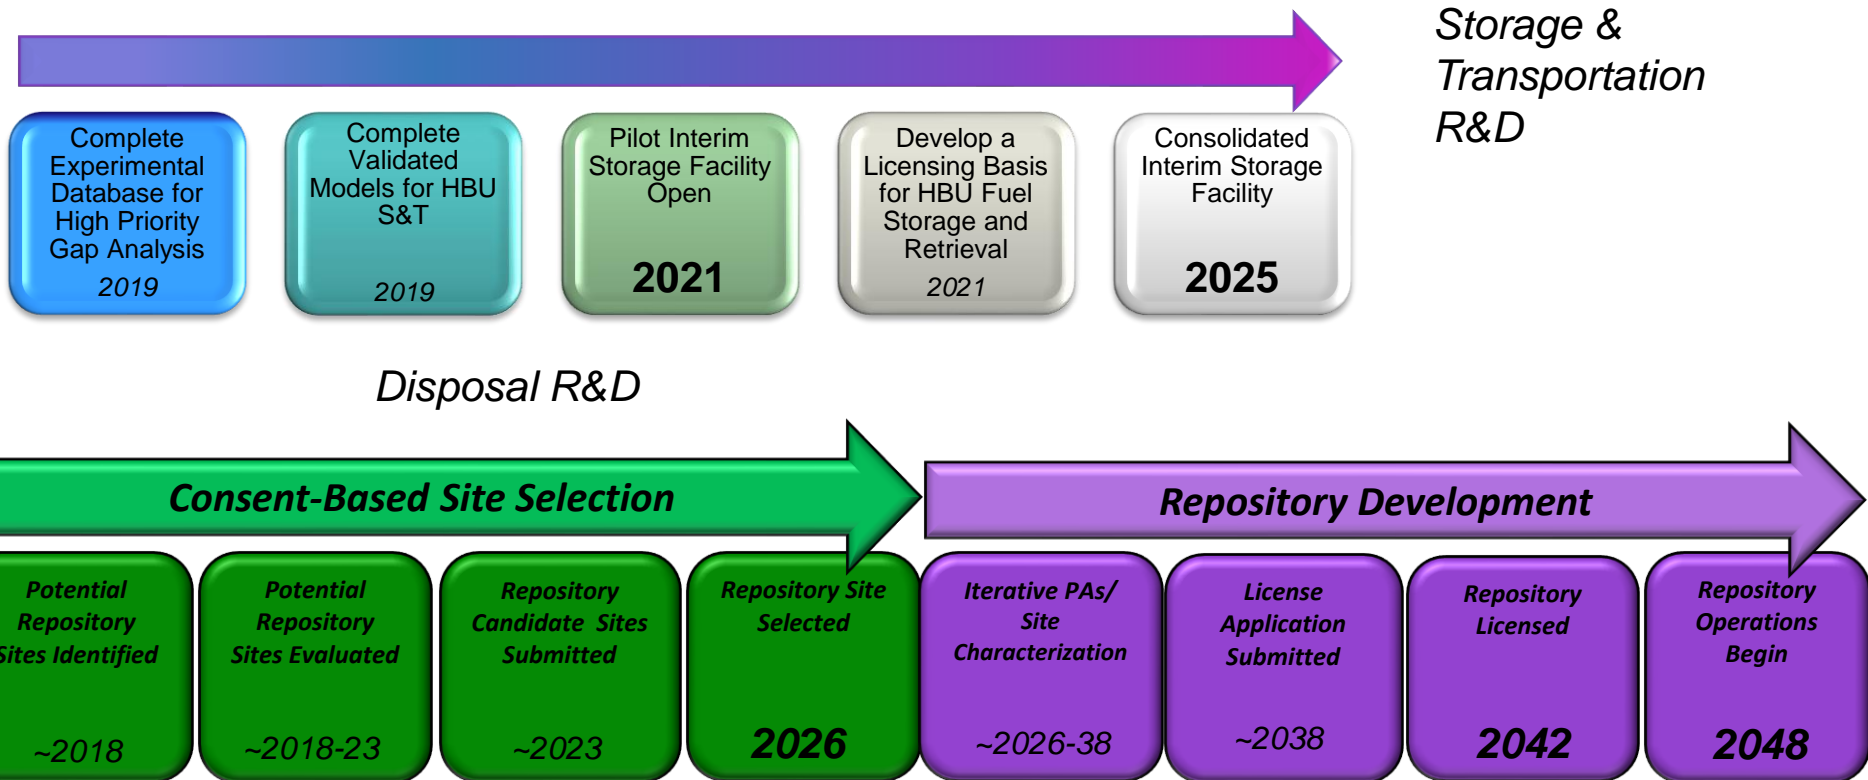 Storage &
Transportation
R&D
Complete
Experimental
Database for
High Priority
Gap Analysis
2019
Complete
Validated
Models for HBU
S&T
2019
Pilot Interim
Storage Facility
Open
2021
Develop a
Licensing Basis
for HBU Fuel
Storage and
Retrieval
2021
Consolidated
Interim Storage
Facility
2025
Disposal R&D
Consent-Based Site Selection
Repository Development
Potential
Repository
Sites Identified
~2018
Potential
Repository
Sites Evaluated
~2018-23
Repository
Candidate Sites
Submitted
~2023
Repository Site
Selected
2026
Iterative PAs/
Site
Characterization
~2026-38
License
Application
Submitted
~2038
Repository
Licensed
2042
Repository
Operations
Begin
2048